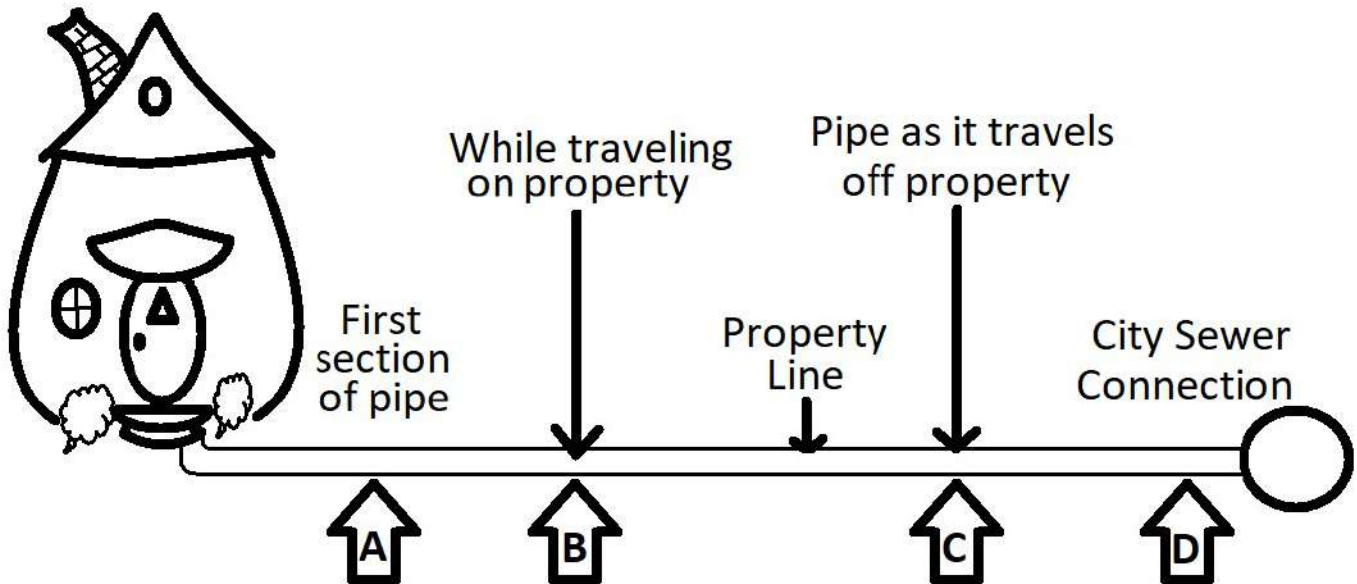 While traveling
on property
Pipe as it travels
off property
First
section
of pipe
Property
Line
City Sewer
Connection
A
B
C
D